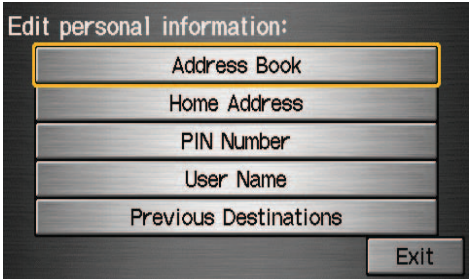 Edit personal information:
Address Book
Home Address
PIN Number
User Name
Previous Destinations
Exit